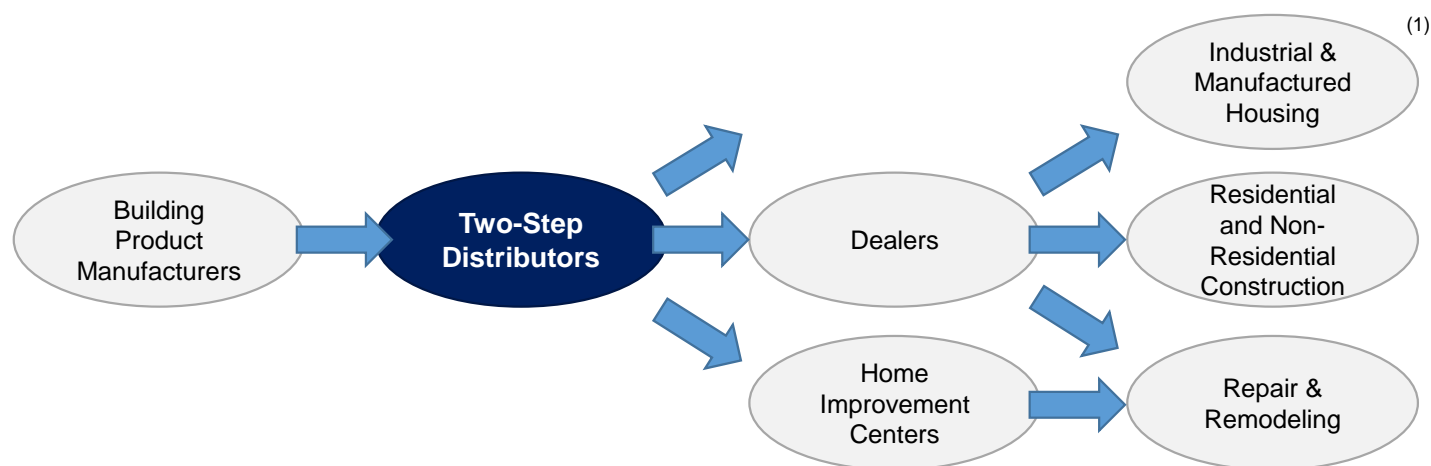 (1)
Industrial &
Manufactured
Housing
Building
Product
Manufacturers
Two-Step
Distributors
Dealers
Residential
and Non-
Residential
Construction
Home
Improvement
Centers
Repair &
Remodeling